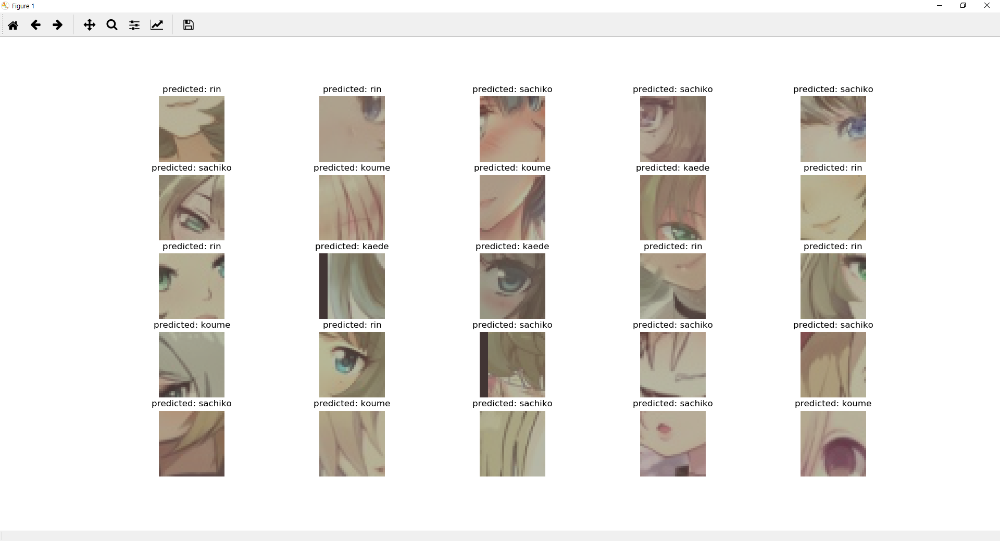 Figure 1
predicted: rin predicted: rin predicted: sachiko predicted: sachiko predicted: sachiko
predicted: sachiko predicted: koume predicted: koume predicted: kaede predicted: rin
predicted: rin predicted: kaede predicted: kaede predicted: rin predicted: rin
predicted: koume predicted: rin predicted: sachiko predicted: sachiko predicted: sachiko
predicted: sachiko predicted: koume predicted: sachiko predicted: sachiko predicted: koume